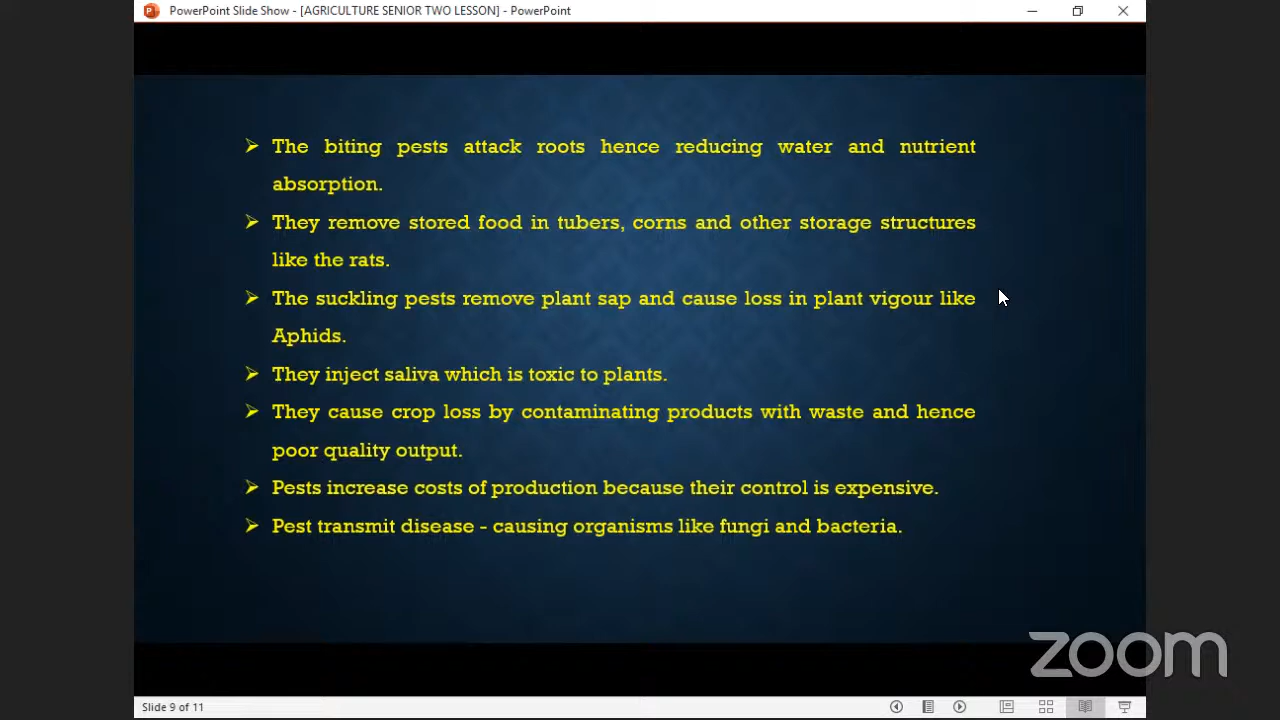 PowerPoint Slide Show - [AGRICULTURE SENIOR TWO LESSON] - PowerPoint
➢ The biting pests attack roots hence reducing water and nutrient
absorption.
➢ They remove stored food in tubers, corns and other storage structures
like the rats.
➢ The suckling pests remove plant sap and cause loss in plant vigour like
Aphids.
➢ They inject saliva which is toxic to plants.
➢ They cause crop loss by contaminating products with waste and hence
poor quality output.
➢ Pests increase costs of production because their control is expensive.
➢ Pest transmit disease - causing organisms like fungi and bacteria.
zoom
Slide 9 of 11